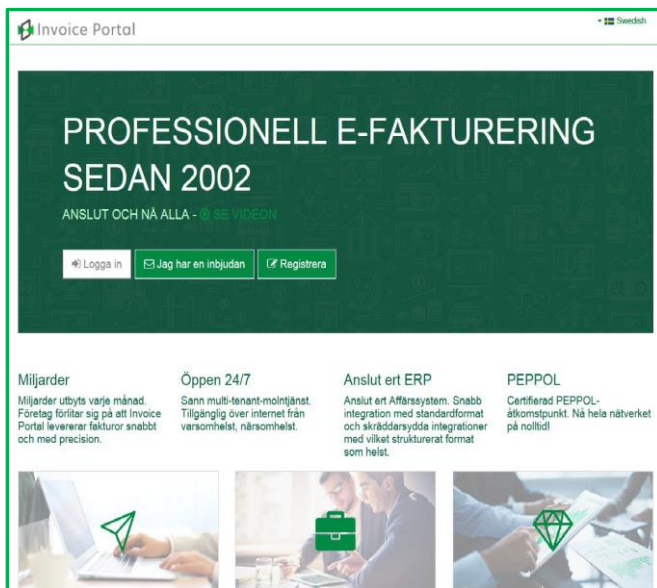 Invoice Portal
Swedish
PROFESSIONELL E-FAKTURERING
SEDAN 2002
ANSLUT OCH NÅ ALLA - SE VIDEON
Logga in
Jag har en inbjudan
Registrera
Miljarder
Miljarder utbyts varje månad.
Företag förlitar sig på att Invoice
Portal levererar fakturor snabbt
och med precision.
Öppen 24/7
Sann multi-tenant-molntjänst.
Tillgänglig över internet från
varsomhelst, närsomhelst.
Anslut ert ERP
Anslut ert Affärssystem. Snabb
integration med standardformat
och skräddarsydda integrationer
med vilket strukturerat format
som helst.
PEPPOL
Certifierad PEPPOL-
åtkomstpunkt. Nå hela nätverket
på nolltid!